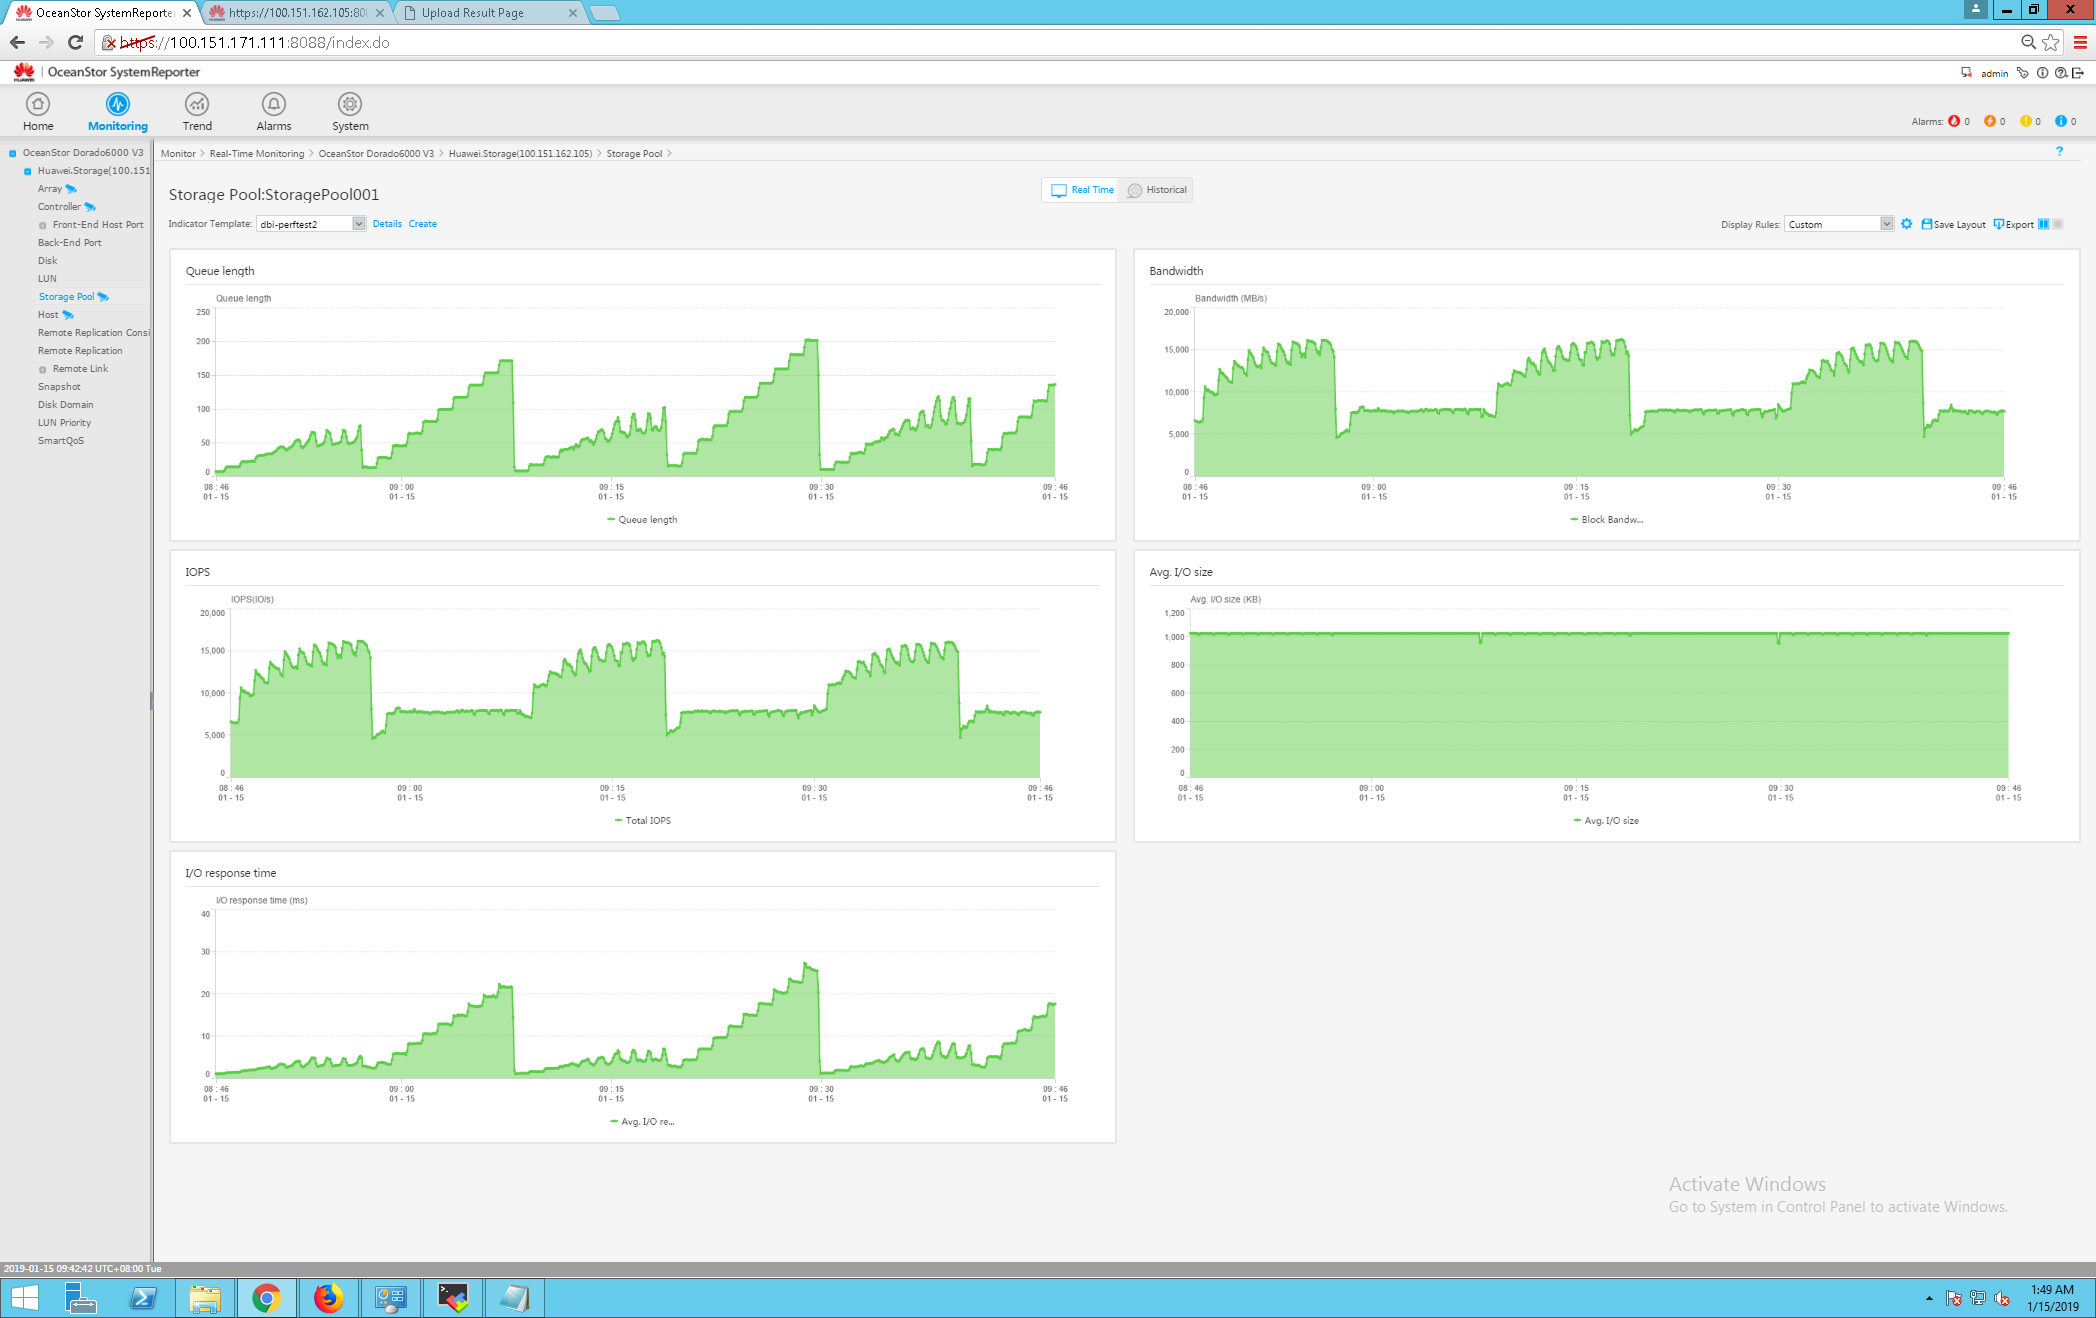 OceanStor SystemReporte
https://100.151.162.105:80
Upload Result Page
https://100.151.171.111:8088/index.do
HUAWEI
OceanStor SystemReporter
admin
Home
Monitoring
Trend
Alarms
System
Alarms: 0 0 0 0
OceanStor Dorado6000 V3
Huawei.Storage(100.151
Array
Controller
Front-End Host Port
Back-End Port
Disk
LUN
Storage Pool
Host
Remote Replication Consi
Remote Replication
Remote Link
Snapshot
Disk Domain
LUN Priority
SmartQoS
Monitor > Real-Time Monitoring > OceanStor Dorado6000 V3 > Huawei.Storage(100.151.162.105) > Storage Pool >
?
Storage Pool:StoragePool001
Real Time
Historical
Indicator Template: dbi-perftest2 Details Create
Display Rules: Custom Save Layout Export
Queue length
Queue length
250
200
150
100
50
0
08 : 46 09 : 00 09 : 15 09 : 30 09 : 46
01 - 15 01 - 15 01 - 15 01 - 15 01 - 15
Queue length
Bandwidth
Bandwidth (MB/s)
20,000
15,000
10,000
5,000
0
08 : 46 09 : 00 09 : 15 09 : 30 09 : 46
01 - 15 01 - 15 01 - 15 01 - 15 01 - 15
Block Bandw...
IOPS
IOPS(IO/s)
20,000
15,000
10,000
5,000
0
08 : 46 09 : 00 09 : 15 09 : 30 09 : 46
01 - 15 01 - 15 01 - 15 01 - 15 01 - 15
Total IOPS
Avg. I/O size
Avg. I/O size (KB)
1,200
1,000
800
600
400
200
0
08 : 46 09 : 00 09 : 15 09 : 30 09 : 46
01 - 15 01 - 15 01 - 15 01 - 15 01 - 15
Avg. I/O size
I/O response time
I/O response time (ms)
40
30
20
10
0
08 : 46 09 : 00 09 : 15 09 : 30 09 : 46
01 - 15 01 - 15 01 - 15 01 - 15 01 - 15
Avg. I/O re...
Activate Windows
Go to System in Control Panel to activate Windows.
2019-01-15 09:42:42 UTC+08:00 Tue
1:49 AM
1/15/2019